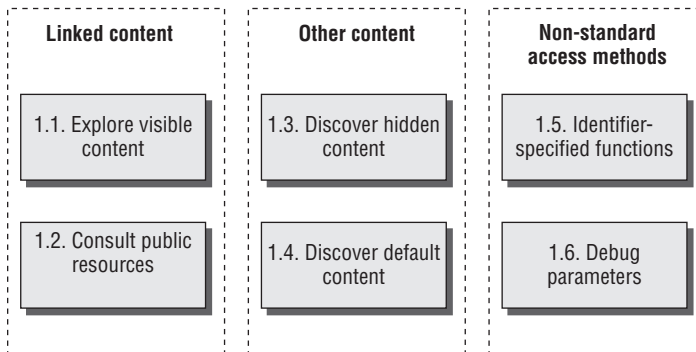 Linked content
1.1. Explore visible
content
1.2. Consult public
resources
Other content
1.3. Discover hidden
content
1.4. Discover default
content
Non-standard
access methods
1.5. Identifier-
specified functions
1.6. Debug
parameters